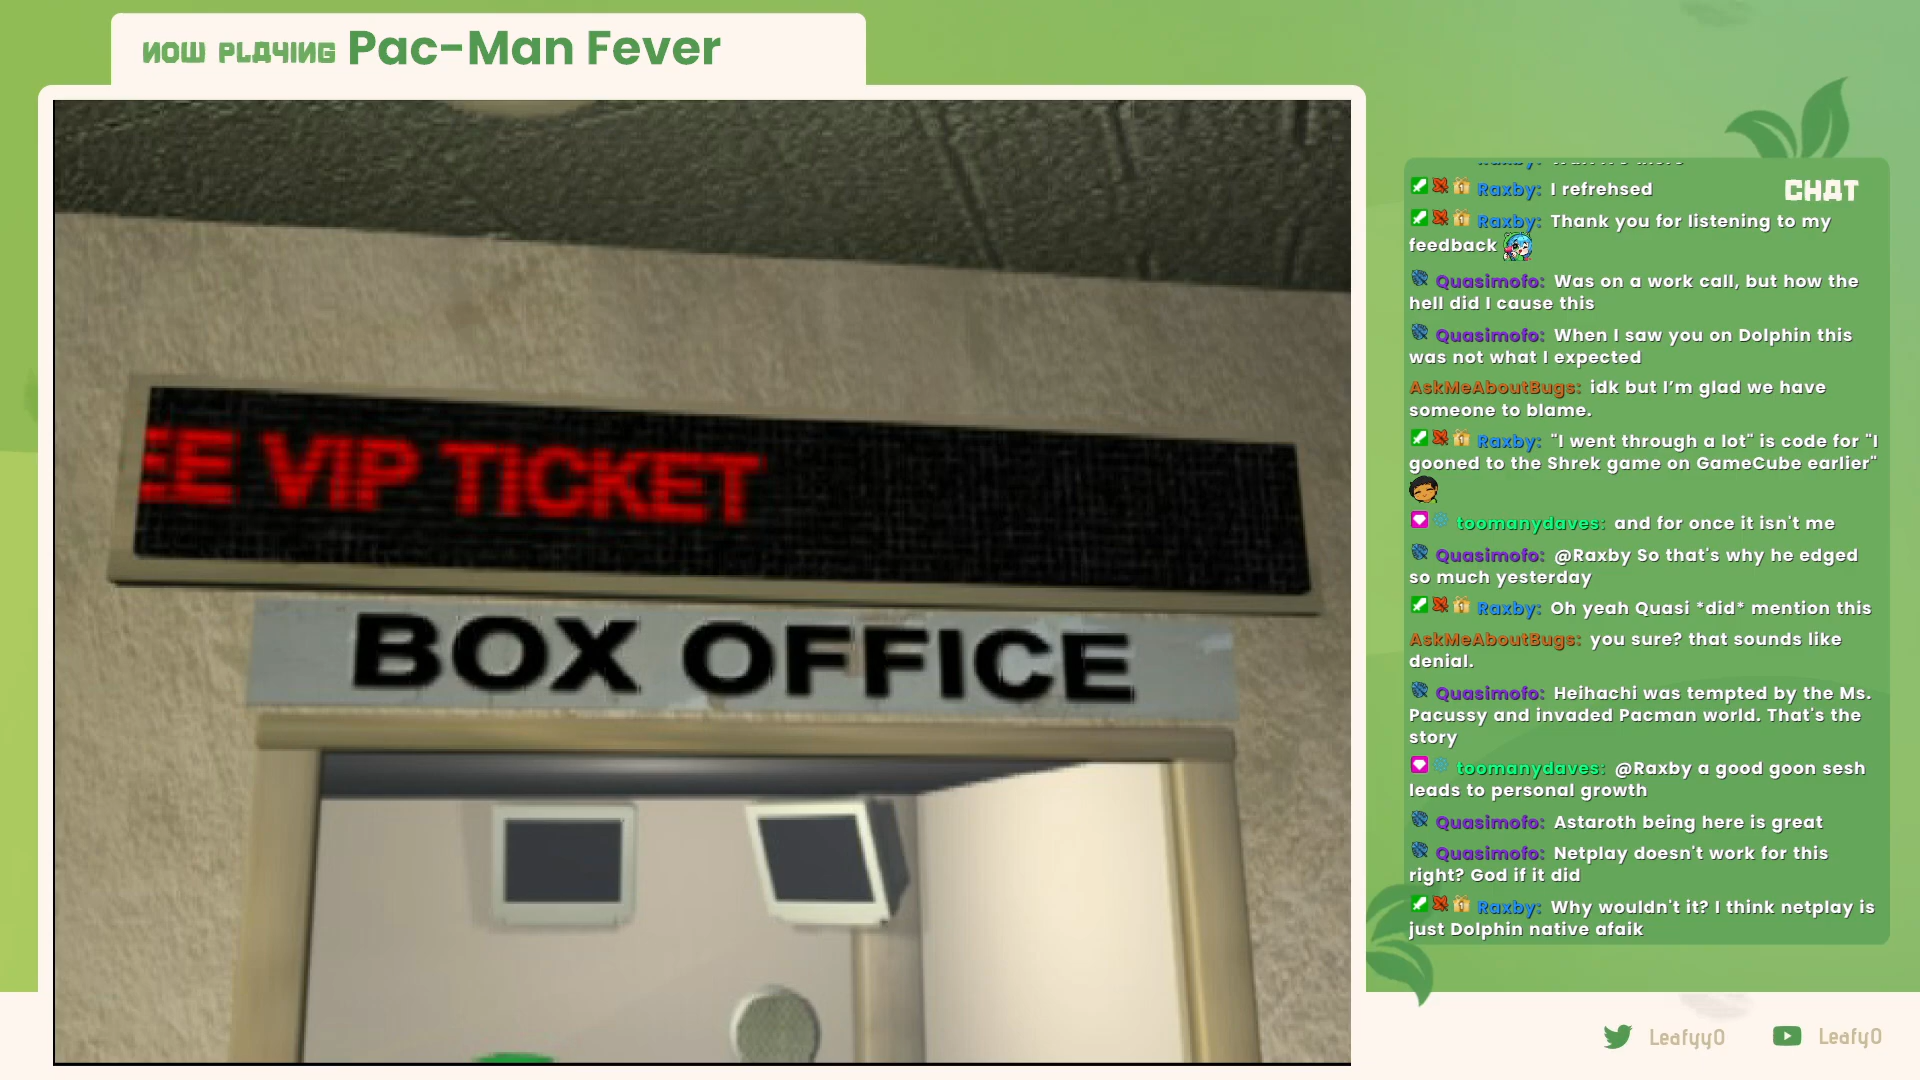 NOW PLAYING Pac-Man Fever
EE VIP TICKET
BOX OFFICE
CHAT
Raxby: I refrehsed
Raxby: Thank you for listening to my
feedback
Quasimofo: Was on a work call, but how the
hell did I cause this
Quasimofo: When I saw you on Dolphin this
was not what I expected
AskMeAboutBugs: idk but I'm glad we have
someone to blame.
Raxby: "I went through a lot" is code for "I
gooned to the Shrek game on GameCube earlier"
toomanydaves: and for once it isn't me
Quasimofo: @Raxby So that's why he edged
so much yesterday
Raxby: Oh yeah Quasi *did* mention this
AskMeAboutBugs: you sure? that sounds like
denial.
Quasimofo: Heihachi was tempted by the Ms.
Pacussy and invaded Pacman world. That's the
story
toomanydaves: @Raxby a good goon sesh
leads to personal growth
Quasimofo: Astaroth being here is great
Quasimofo: Netplay doesn't work for this
right? God if it did
Raxby: Why wouldn't it? I think netplay is
just Dolphin native afaik
Leafyy0
Leafy0